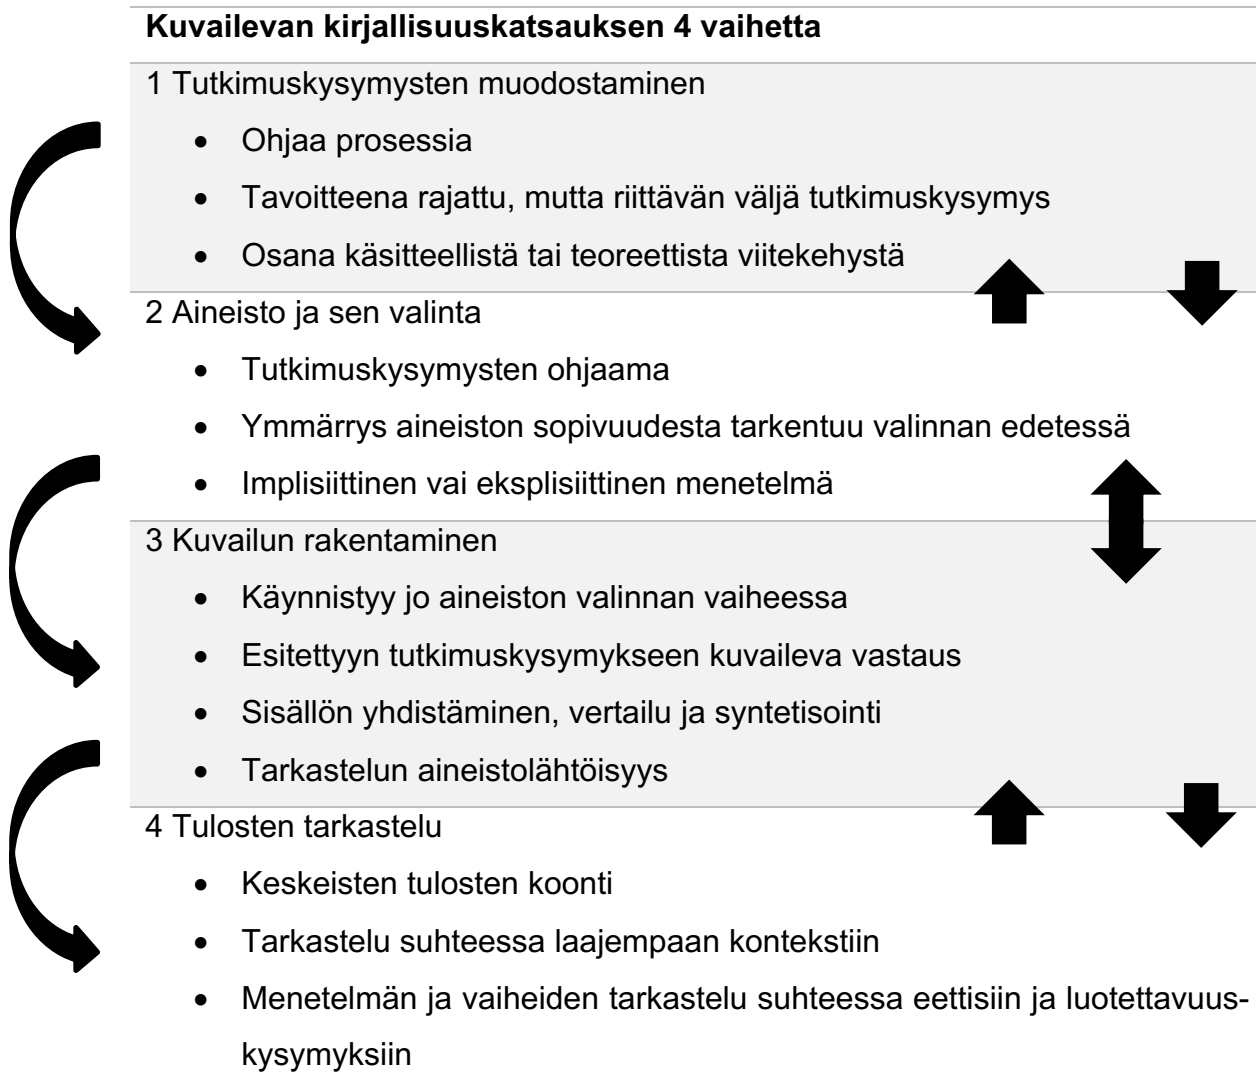 Kuvailevan kirjallisuuskatsauksen 4 vaihetta
1 Tutkimuskysymysten muodostaminen
• Ohjaa prosessia
• Tavoitteena rajattu, mutta riittävän väljä tutkimuskysymys
• Osana käsitteellistä tai teoreettista viitekehystä
2 Aineisto ja sen valinta
• Tutkimuskysymysten ohjaama
• Ymmärrys aineiston sopivuudesta tarkentuu valinnan edetessä
• Implisiittinen vai eksplisiittinen menetelmä
3 Kuvailun rakentaminen
• Käynnistyy jo aineiston valinnan vaiheessa
• Esitettyyn tutkimuskysymykseen kuvaileva vastaus
• Sisällön yhdistäminen, vertailu ja syntetisointi
• Tarkastelun aineistolähtöisyys
4 Tulosten tarkastelu
• Keskeisten tulosten koonti
• Tarkastelu suhteessa laajempaan kontekstiin
• Menetelmän ja vaiheiden tarkastelu suhteessa eettisiin ja luotettavuus-
kysymyksiin